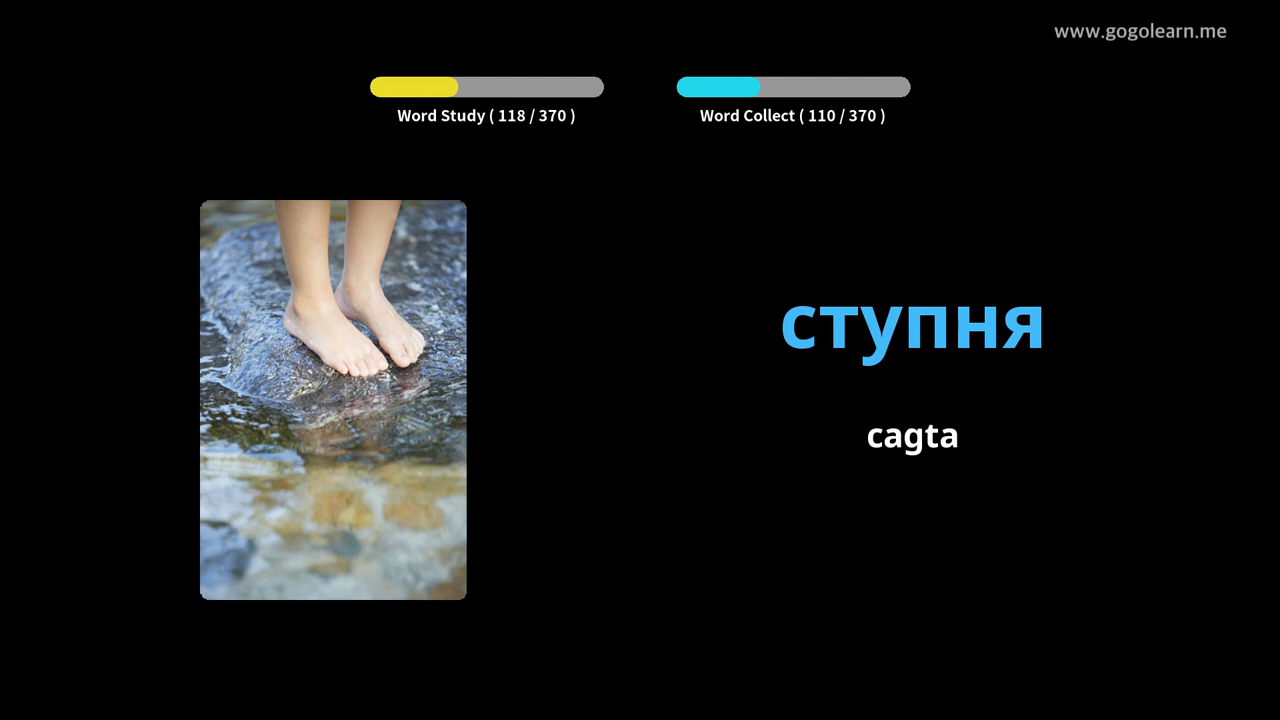 www.gogolearn.me
Word Study ( 118 / 370 )
Word Collect ( 110 / 370 )
ступня
cagta